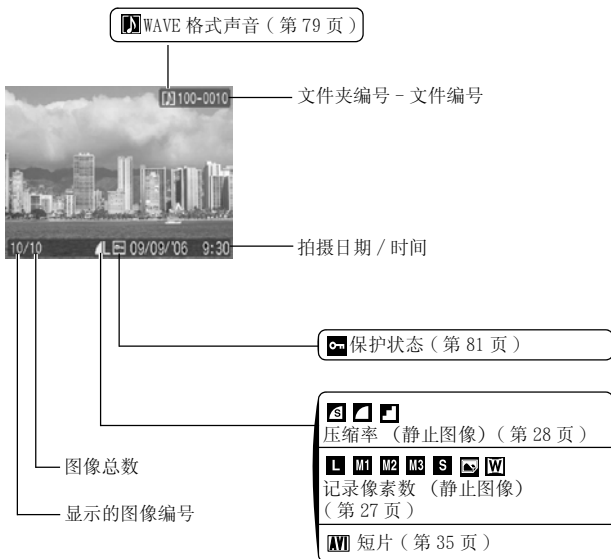 WAVE 格式声音 ( 第 79 页 )
100-0010
文件夹编号 – 文件编号
10/10 L 09/09/'06 9:30
拍摄日期 / 时间
保护状态 ( 第 81 页 )
S
压缩率 (静止图像) ( 第 28 页 )
L M1 M2 M3 S W
记录像素数 (静止图像)
( 第 27 页 )
AVI 短片 ( 第 35 页 )
图像总数
显示的图像编号